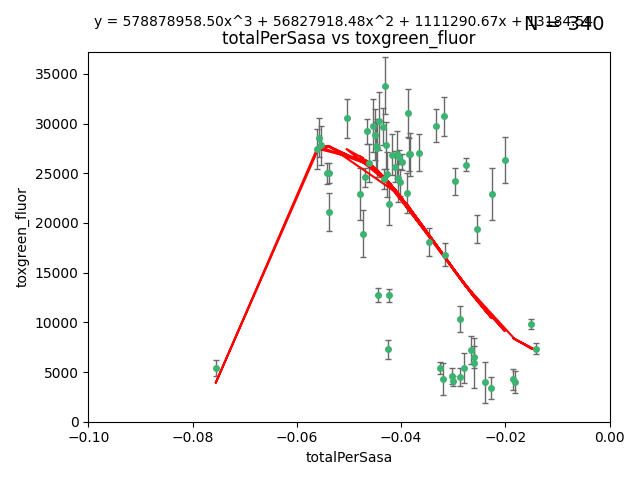 y = 578878958.50x^3 + 56827918.48x^2 + 1111290.67x +
N = 340
totalPerSasa vs toxgreen_fluor
toxgreen_fluor
35000
30000
25000
20000
15000
10000
5000
0
−0.10 −0.08 −0.06 −0.04 −0.02 0.00
totalPerSasa